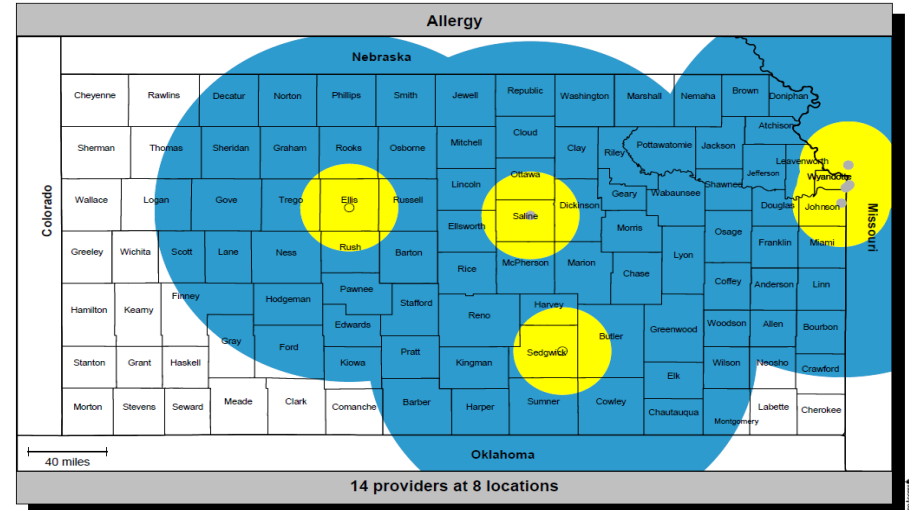 Allergy
Nebraska
Cheyenne Rawlins Decatur Norton Phillips Smith Jewell Republic Washington Marshall Nemaha Brown Doniphan
Atchison
Sherman Thomas Sheridan Graham Rooks Osborne Mitchell Cloud Clay Riley Pottawatomie Jackson
Leavenworth
Jefferson Wyandotte
Wallace Logan Gove Trego Ellis Russell Lincoln Ottawa Saline Dickinson Geary Wabaunsee Shawnee Douglas Johnson
Colorado
Missouri
Ellsworth Morris
Greeley Wichita Scott Lane Ness Rush Barton Rice McPherson Marion Chase Lyon Osage Franklin Miami
Hamilton Kearny Finney Hodgeman Pawnee Stafford Reno Harvey Coffey Anderson Linn
Gray Ford Edwards Sedgwick Butler Greenwood Woodson Allen Bourbon
Stanton Grant Haskell Kiowa Pratt Kingman Elk Wilson Neosho Crawford
Morton Stevens Seward Meade Clark Comanche Barber Harper Sumner Cowley Chautauqua Montgomery Labette Cherokee
40 miles
Oklahoma
14 providers at 8 locations